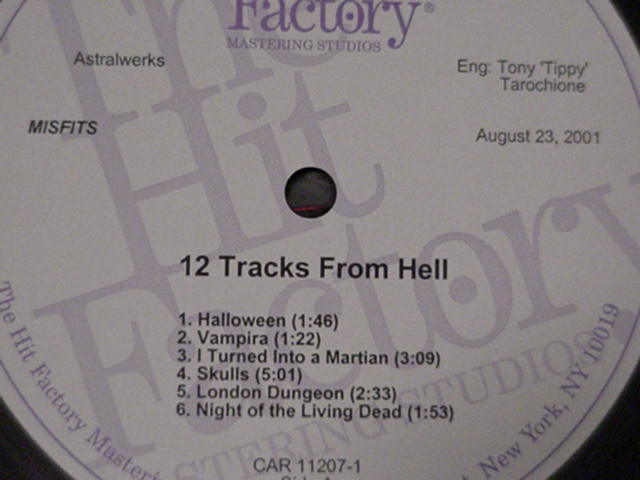 Factory®
MASTERING STUDIOS
Astralwerks
Eng: Tony 'Tippy'
Tarochione
MISFITS
August 23, 2001
The
Hit
Factory
12 Tracks From Hell
1. Halloween (1:46)
2. Vampira (1:22)
3. I Turned Into a Martian (3:09)
4. Skulls (5:01)
5. London Dungeon (2:33)
6. Night of the Living Dead (1:53)
STERING STUDIOS
CAR 11207-1
The Hit Factory Masteri
New York, NY 10019